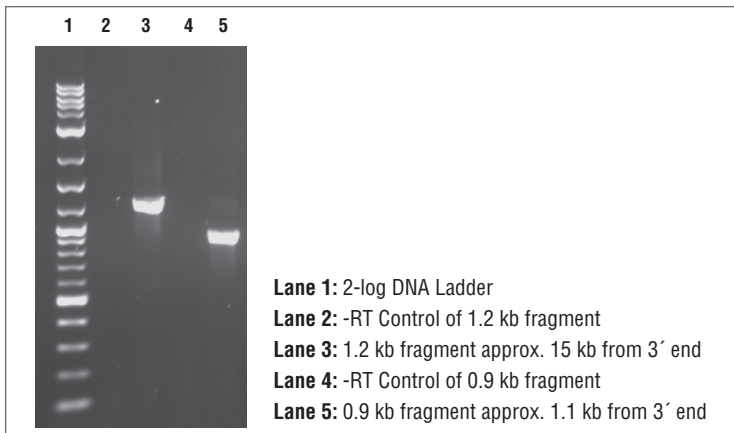 1 2 3 4 5
Lane 1: 2-log DNA Ladder
Lane 2: -RT Control of 1.2 kb fragment
Lane 3: 1.2 kb fragment approx. 15 kb from 3´ end
Lane 4: -RT Control of 0.9 kb fragment
Lane 5: 0.9 kb fragment approx. 1.1 kb from 3´ end